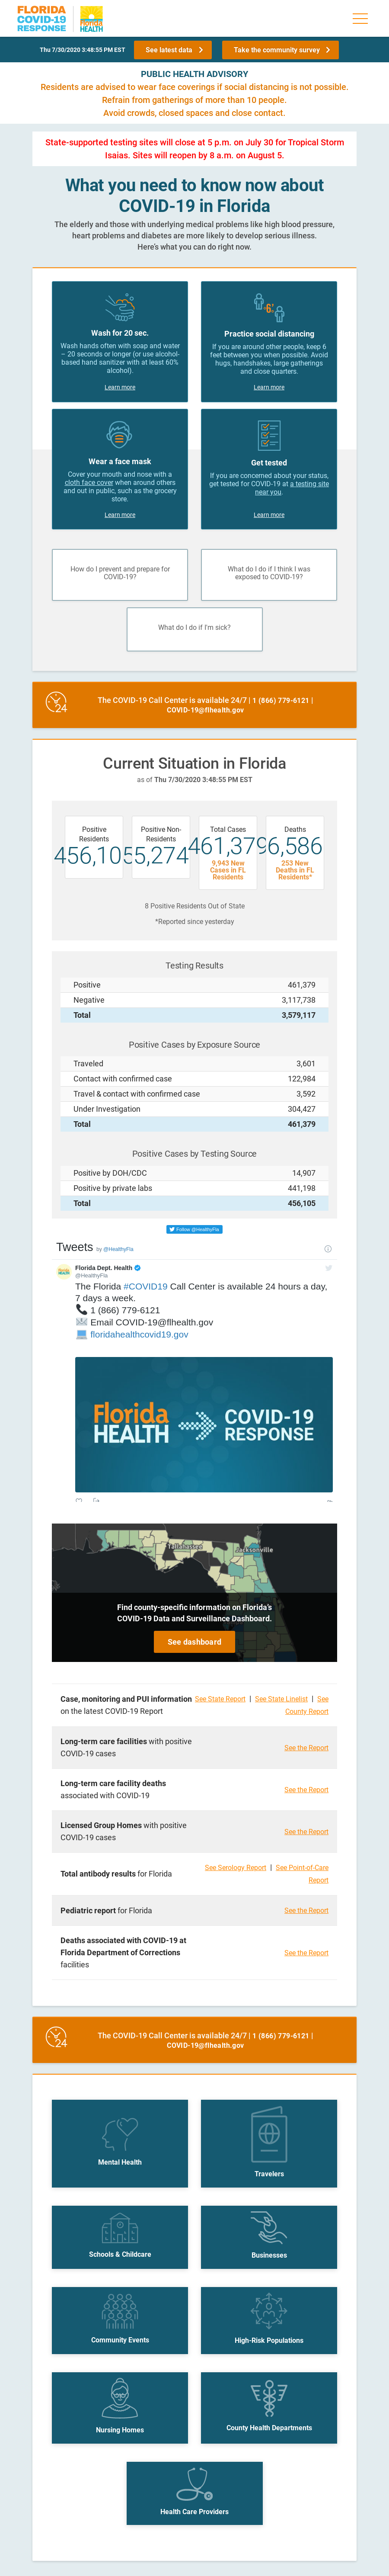 FLORIDA
COVID-19
RESPONSE
Florida
HEALTH
Thu 7/30/2020 3:48:55 PM EST
See latest data
Take the community survey
PUBLIC HEALTH ADVISORY
Residents are advised to wear face coverings if social distancing is not possible.
Refrain from gatherings of more than 10 people.
Avoid crowds, closed spaces and close contact.
State-supported testing sites will close at 5 p.m. on July 30 for Tropical Storm
Isaias. Sites will reopen by 8 a.m. on August 5.
What you need to know now about
COVID-19 in Florida
The elderly and those with underlying medical problems like high blood pressure,
heart problems and diabetes are more likely to develop serious illness.
Here's what you can do right now.
Wash for 20 sec.
Wash hands often with soap and water
– 20 seconds or longer (or use alcohol-
based hand sanitizer with at least 60%
alcohol).
Learn more
6'
Practice social distancing
If you are around other people, keep 6
feet between you when possible. Avoid
hugs, handshakes, large gatherings
and close quarters.
Learn more
Wear a face mask
Cover your mouth and nose with a
cloth face cover when around others
and out in public, such as the grocery
store.
Learn more
Get tested
If you are concerned about your status,
get tested for COVID-19 at a testing site
near you.
Learn more
How do I prevent and prepare for
COVID-19?
What do I do if I think I was
exposed to COVID-19?
What do I do if I'm sick?
24
The COVID-19 Call Center is available 24/7 | 1 (866) 779-6121 |
COVID-19@flhealth.gov
Current Situation in Florida
as of Thu 7/30/2020 3:48:55 PM EST
Positive
Residents
456,105
Positive Non-
Residents
5,274
Total Cases
461,379
9,943 New
Cases in FL
Residents
Deaths
6,586
253 New
Deaths in FL
Residents*
8 Positive Residents Out of State
*Reported since yesterday
Testing Results
Positive 461,379
Negative 3,117,738
Total 3,579,117
Positive Cases by Exposure Source
Traveled 3,601
Contact with confirmed case 122,984
Travel & contact with confirmed case 3,592
Under Investigation 304,427
Total 461,379
Positive Cases by Testing Source
Positive by DOH/CDC 14,907
Positive by private labs 441,198
Total 456,105
Follow @HealthyFla
Tweets by @HealthyFla
Florida Dept. Health
@HealthyFla
The Florida #COVID19 Call Center is available 24 hours a day,
7 days a week.
1 (866) 779-6121
Email COVID-19@flhealth.gov
floridahealthcovid19.gov
Florida
HEALTH
COVID-19
RESPONSE
Tallahassee
Jacksonville
Find county-specific information on Florida's
COVID-19 Data and Surveillance Dashboard.
See dashboard
Case, monitoring and PUI information
on the latest COVID-19 Report
See State Report | See State Linelist | See
County Report
Long-term care facilities with positive
COVID-19 cases
See the Report
Long-term care facility deaths
associated with COVID-19
See the Report
Licensed Group Homes with positive
COVID-19 cases
See the Report
Total antibody results for Florida
See Serology Report | See Point-of-Care
Report
Pediatric report for Florida
See the Report
Deaths associated with COVID-19 at
Florida Department of Corrections
facilities
See the Report
24
The COVID-19 Call Center is available 24/7 | 1 (866) 779-6121 |
COVID-19@flhealth.gov
Mental Health
Travelers
Schools & Childcare
Businesses
Community Events
High-Risk Populations
Nursing Homes
County Health Departments
Health Care Providers